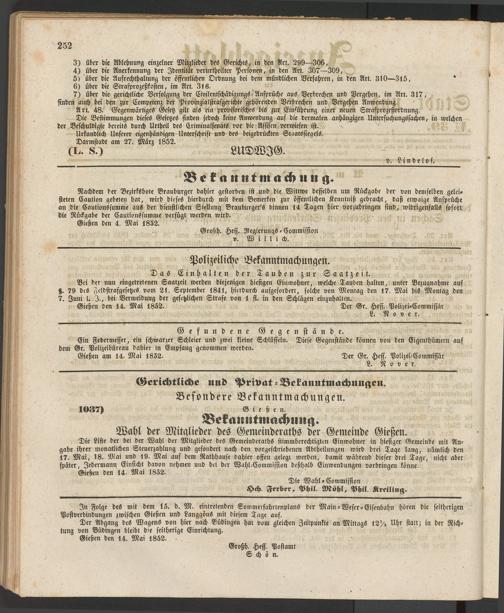 252
3) über die Ablehnung einzelner Mitglieder des Gerichts, in den Art. 299—306,
4) über die Anerkennung der Identität verurtheilter Personen, in den Art. 307—309,
5) über die Aufrechthaltung der öffentlichen Ordnung bei dem mündlichen Verfahren, in den Art. 310—315,
6) über die Strafprozeßkosten, im Art. 316.
7) über die gerichtliche Verfolgung der Civilentschädigungs-Ansprüche aus Verbrechen und Vergehen, im Art. 317,
finden auch bei den zur Competenz der Provinzialstrafgerichte gehörenden Verbrechen und Vergehen Anwendung.
Art. 48. Gegenwärtiges Gesetz gilt als ein provisorisches bis zur Einführung einer neuen Strafprozeßordnung.
Die Bestimmungen dieses Gesetzes finden jedoch keine Anwendung auf die dermalen anhängigen Untersuchungssachen, in welchen
der Beschuldigte bereits durch Urtheil des Criminalsenats vor die Assisen verwiesen ist.
Urkundlich Unserer eigenhändigen Unterschrift und des beigedruckten Staatssiegels.
Darmstadt am 27. März 1852.
(L. S.) LUDWIG.
v. Lindelof.
Bekanntmachung.
Nachdem der Bezirksbote Brauburger dahier gestorben ist und die Wittwe desselben um Rückgabe der von demselben geleisteten
Caution gebeten hat, wird dieses hierdurch mit dem Bemerken zur öffentlichen Kenntniß gebracht, daß etwaige Ansprüche
an die Cautionssumme aus der dienstlichen Stellung Brauburger's binnen 14 Tagen hier vorzubringen sind, widrigenfalls sofort
die Rückgabe der Cautionssumme verfügt werden wird.
Gießen den 4. Mai 1852.
Großh. Hess. Regierungs-Commission
v. Willich.
Polizeiliche Bekanntmachungen.
Das Einhalten der Tauben zur Saatzeit.
Bei der nun eingetretenen Saatzeit werden diejenigen hiesigen Einwohner, welche Tauben halten, unter Bezugnahme auf
§. 79 des Feldstrafgesetzes vom 21. September 1841, hierdurch aufgefordert, solche von Montag den 17. Mai bis Montag den
7. Juni l. J., bei Vermeidung der gesetzlichen Strafe von 1 fl. in den Schlägen einzuhalten.
Gießen am 14. Mai 1852. Der Gr. Hess. Polizei-Commissär
L. Nover.
Gefundene Gegenstände.
Ein Federmesser, ein schwarzer Schleier und zwei kleine Schlüsseln. Diese Gegenstände können von den Eigenthümern auf
dem Gr. Polizeibüreau dahier in Empfang genommen werden.
Gießen am 14. Mai 1852. Der Gr. Hess. Polizei-Commissär
L. Nover.
Gerichtliche und Privat-Bekanntmachungen.
Besondere Bekanntmachungen.
Gießen.
1037) Bekanntmachung.
Wahl der Mitglieder des Gemeinderaths der Gemeinde Gießen.
Die Liste der bei der Wahl der Mitglieder des Gemeinderaths stimmberechtigten Einwohner in hiesiger Gemeinde mit Angabe
ihrer monatlichen Steuerzahlung und gefondert nach den vorgeschriebenen Abtheilungen wird drei Tage lang, nämlich den
17. Mai, 18. Mai und 19. Mai auf dem Rathhaus dahier offen gelegt werden, damit während dieser drei Tage, nicht aber
später, Jedermann Einsicht davon nehmen und bei der Wahl-Commission deshalb Einwendungen vorbringen könne.
Gießen den 14. Mai 1852.
Die Wahl-Commission
Hch. Ferber, Phil. Möhl, Phil. Kreiling.
In Folge des mit dem 15. d. M. eintretenden Sommerfahrtenplans der Main-Weser-Eisenbahn hören die seitherigen
Postverbindungen zwischen Gießen und Langgöns mit diesem Tage auf.
Der Abgang des Wagens von hier nach Büdingen hat vom gleichen Zeitpunkte an Mittags 12½ Uhr statt; in der Richtung
von Büdingen bleibt die seitherige Einrichtung.
Gießen den 14. Mai 1852.
Großh. Hess. Postamt
Schön.